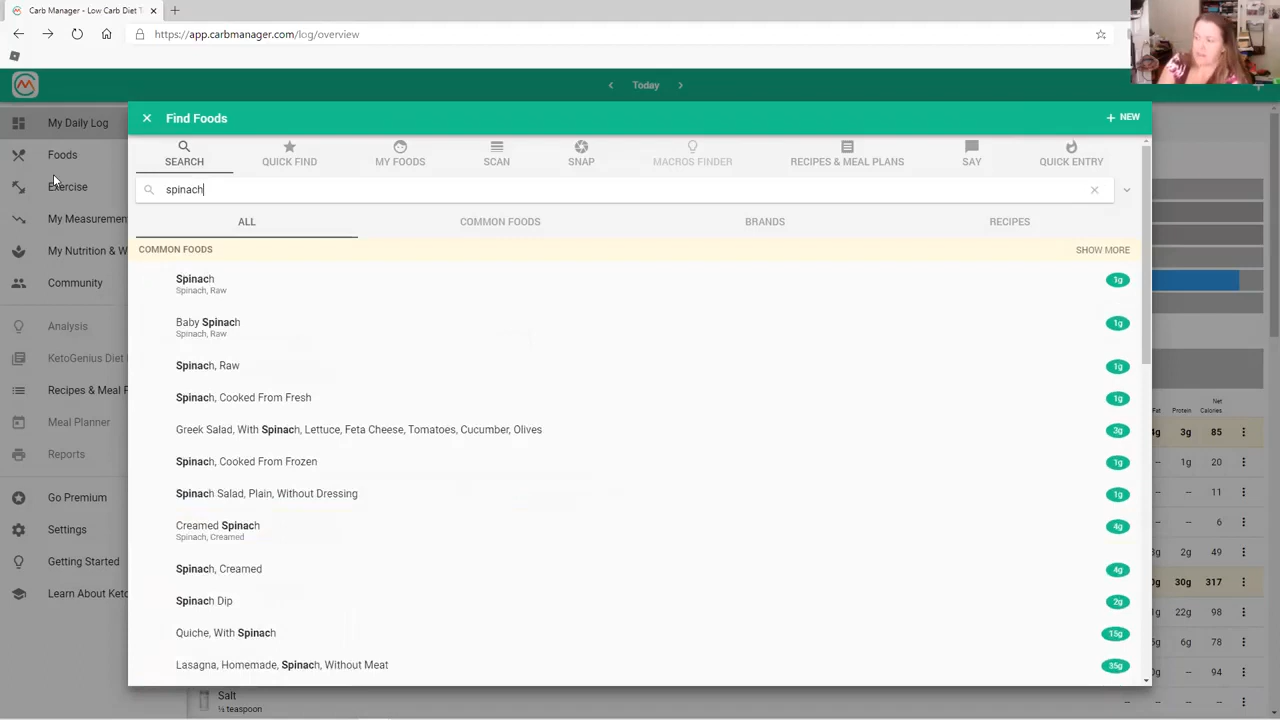 Carb Manager - Low Carb Diet T
https://app.carbmanager.com/log/overview
Today
My Daily Log
Foods
Exercise
My Measuremen
My Nutrition & W
Community
Analysis
KetoGenius Diet
Recipes & Meal P
Meal Planner
Reports
Go Premium
Settings
Getting Started
Learn About Keto
Find Foods
+ NEW
SEARCH
QUICK FIND
MY FOODS
SCAN
SNAP
MACROS FINDER
RECIPES & MEAL PLANS
SAY
QUICK ENTRY
spinach
ALL
COMMON FOODS
BRANDS
RECIPES
COMMON FOODS
SHOW MORE
Spinach
Spinach, Raw
1g
Baby Spinach
Spinach, Raw
1g
Spinach, Raw
1g
Spinach, Cooked From Fresh
1g
Greek Salad, With Spinach, Lettuce, Feta Cheese, Tomatoes, Cucumber, Olives
3g
Spinach, Cooked From Frozen
1g
Spinach Salad, Plain, Without Dressing
1g
Creamed Spinach
Spinach, Creamed
4g
Spinach, Creamed
4g
Spinach Dip
2g
Quiche, With Spinach
15g
Lasagna, Homemade, Spinach, Without Meat
35g
Fat Protein Net Calories
4g 3g 85
-- 1g 20
-- -- 11
-- -- 6
2g 49
30g 317
22g 98
6g 78
-- 94
Salt
-- -- --
teaspoon